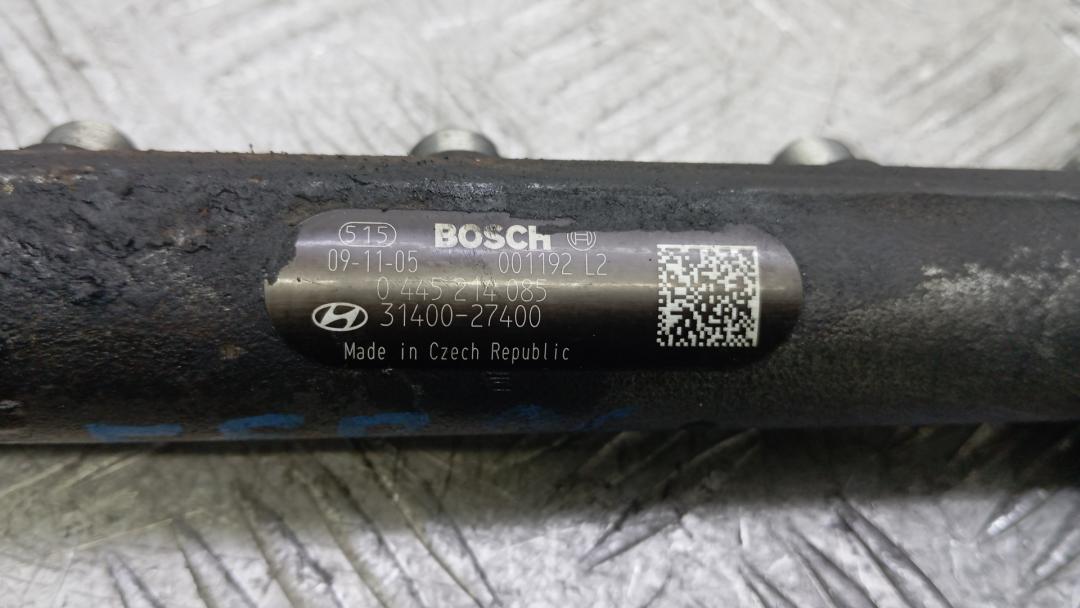 515 BOSCH
09-11-05 001192 L2
0 445 214 085
31400-27400
Made in Czech Republic